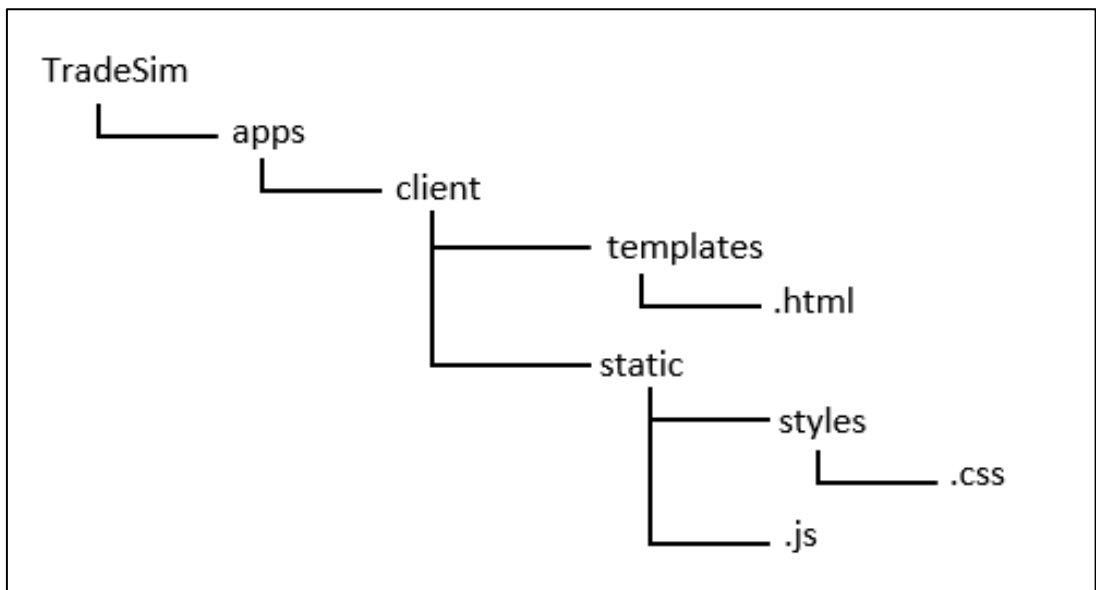 TradeSim
apps
client
templates
.html
static
styles
.css
.js